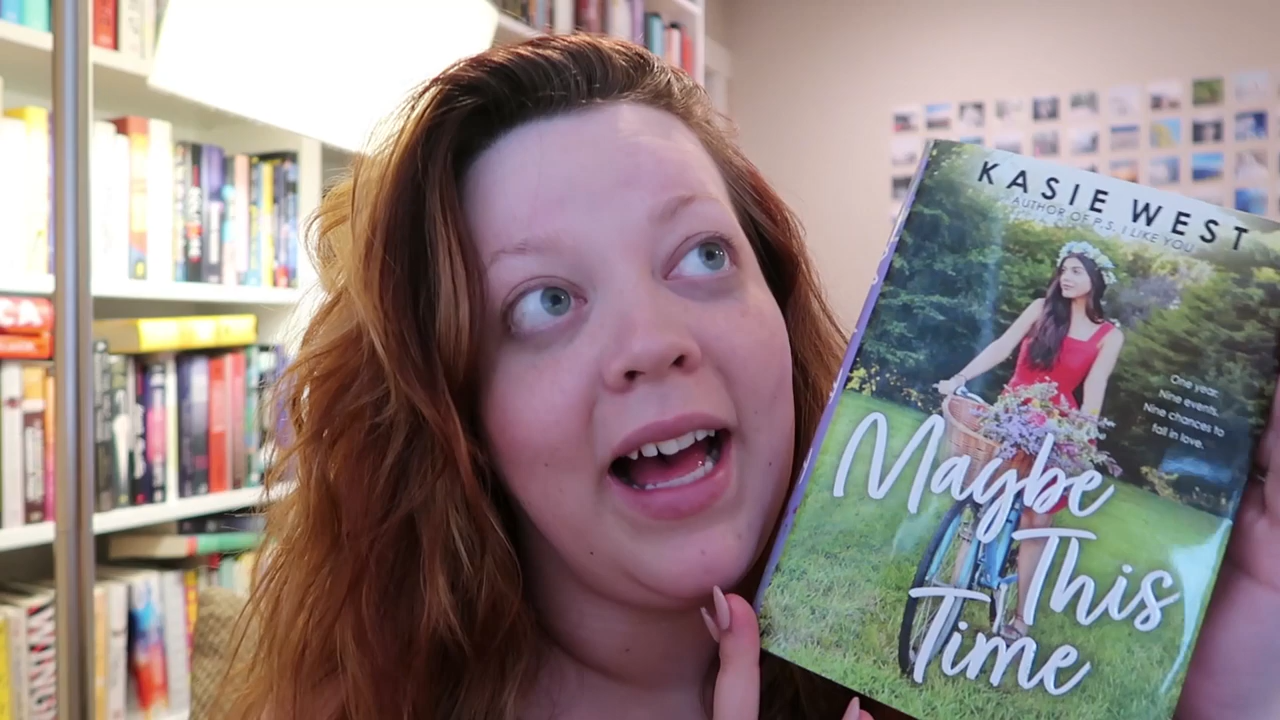 KASIE WEST
AUTHOR OF P.S. I LIKE YOU
One year.
Nine events.
Nine chances to
fall in love.
Maybe
This
Time